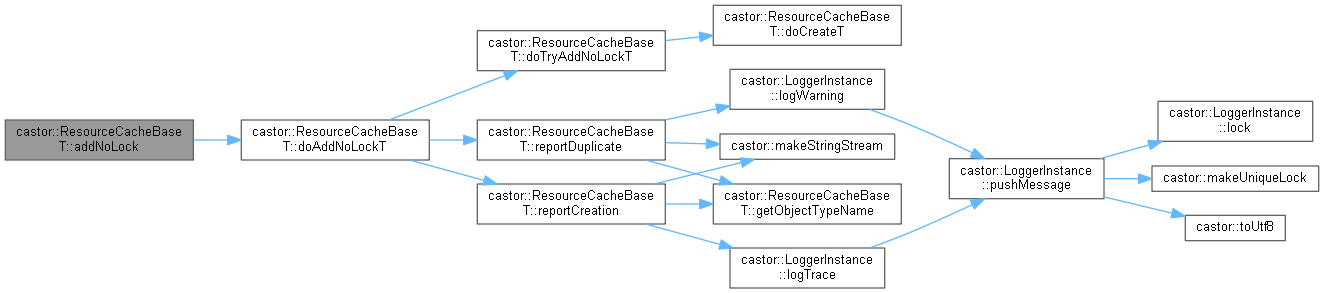 castor::ResourceCacheBase
T::addNoLock
castor::ResourceCacheBase
T::doAddNoLockT
castor::ResourceCacheBase
T::doTryAddNoLockT
castor::ResourceCacheBase
T::doCreateT
castor::ResourceCacheBase
T::reportDuplicate
castor::LoggerInstance
::logWarning
castor::makeStringStream
castor::ResourceCacheBase
T::getObjectTypeName
castor::ResourceCacheBase
T::reportCreation
castor::LoggerInstance
::logTrace
castor::LoggerInstance
::pushMessage
castor::LoggerInstance
::lock
castor::makeUniqueLock
castor::toUtf8